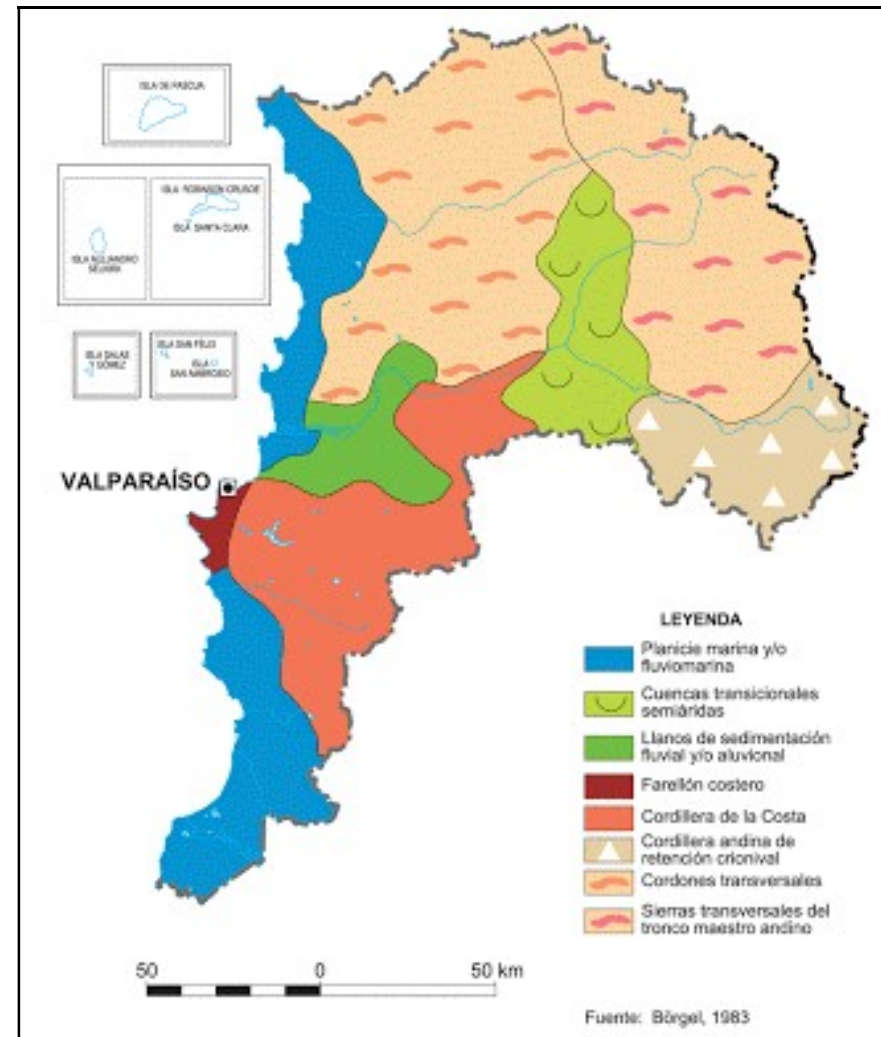 ISLA DE PASCUA
ISLA ROBINSON CRUSOE
ISLA SANTA CLARA
ISLA ALEJANDRO
SELKIRK
ISLA SALAS
Y GÓMEZ
ISLA SAN FÉLIX
ISLA
SAN AMBROSIO
VALPARAÍSO
LEYENDA
Planicie marina y/o
fluviomarina
Cuencas transicionales
semiáridas
Llanos de sedimentación
fluvial y/o aluvional
Farellón costero
Cordillera de la Costa
Cordillera andina de
retención crionival
Cordones transversales
Sierras transversales del
tronco maestro andino
50 0 50 km
Fuente: Börgel, 1983